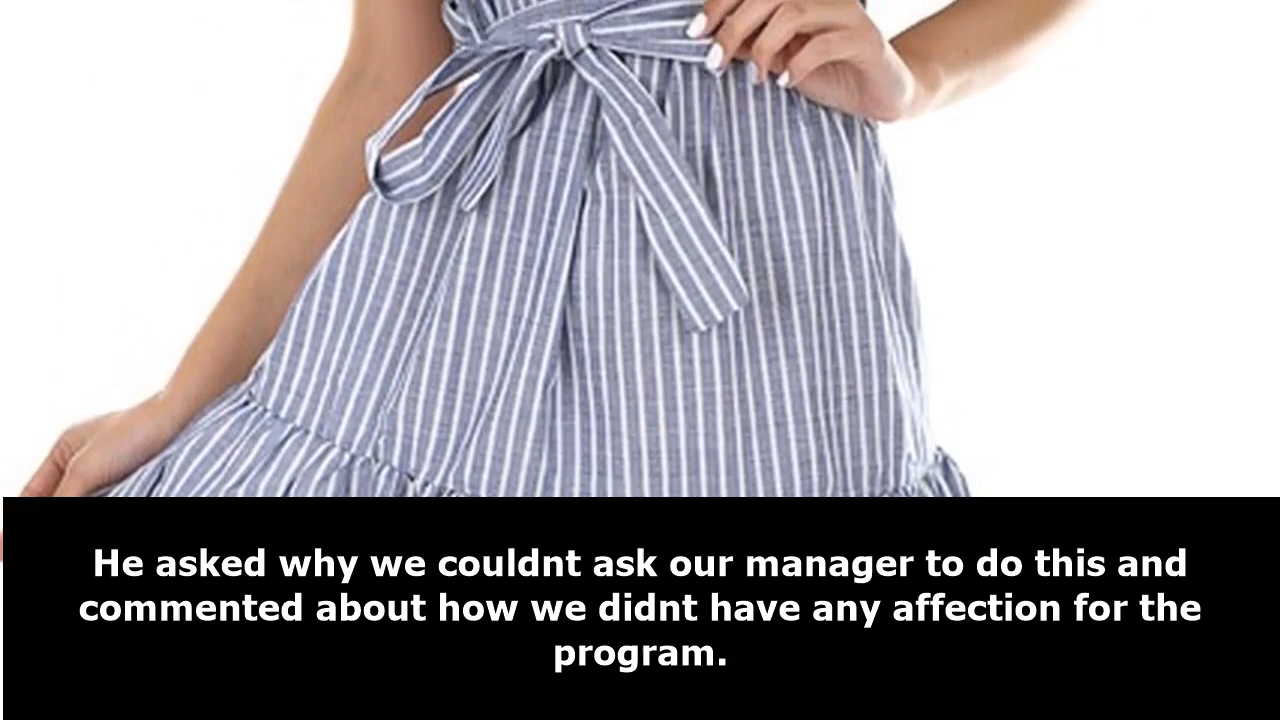 He asked why we couldnt ask our manager to do this and
commented about how we didnt have any affection for the
program.